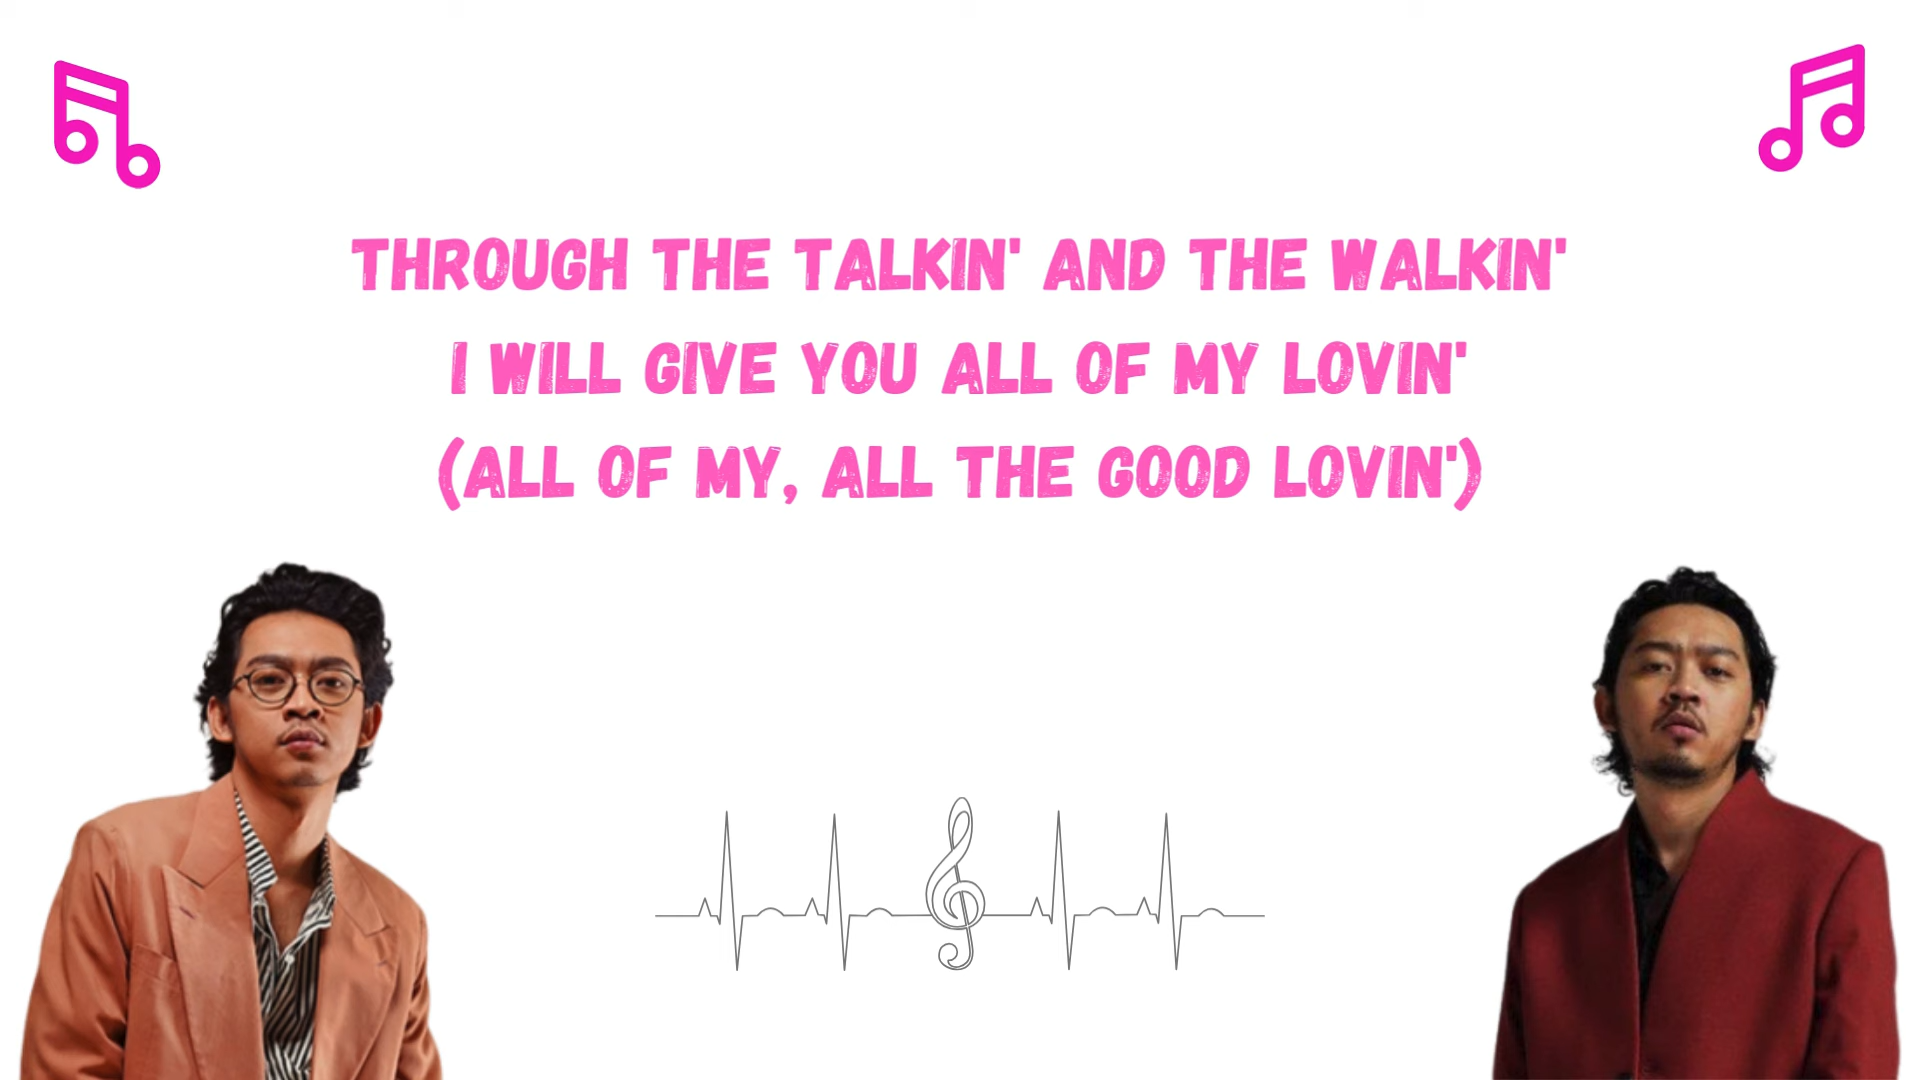 THROUGH THE TALKIN' AND THE WALKIN'
I WILL GIVE YOU ALL OF MY LOVIN'
(ALL OF MY, ALL THE GOOD LOVIN')